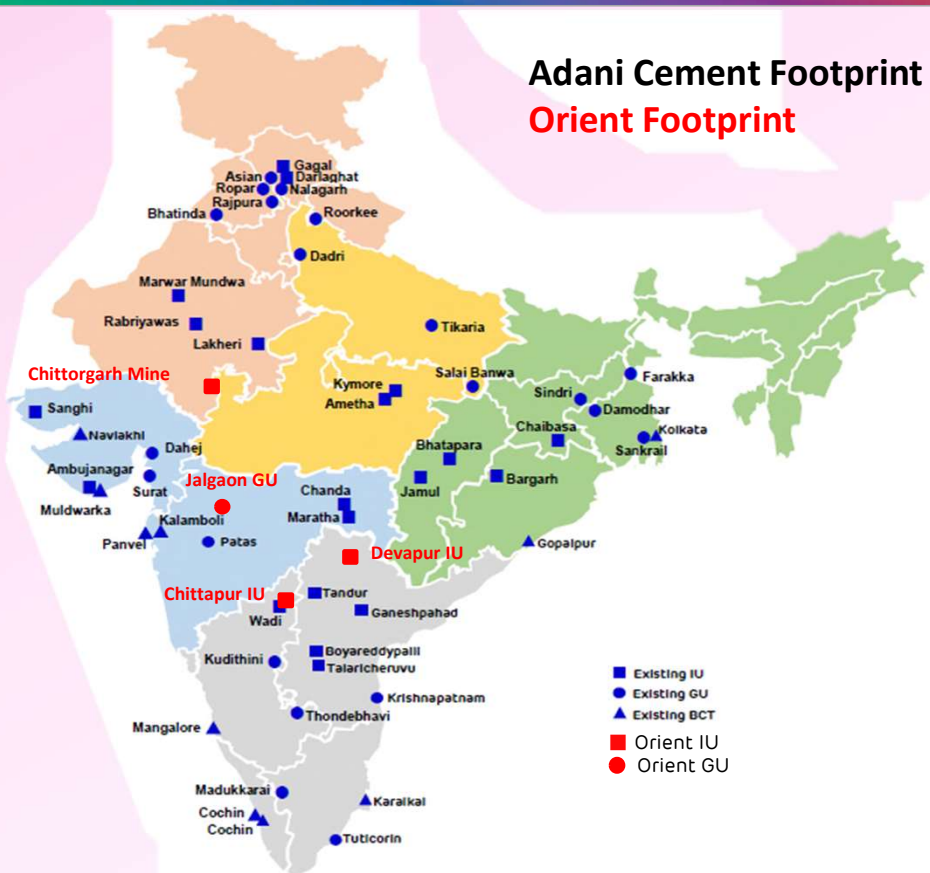 Adani Cement Footprint
Orient Footprint
Gagal
Asian
Darlaghat
Ropar
Nalagarh
Rajpura
Bhatinda
Roorkee
Dadri
Marwar Mundwa
Rabriyawas
Tikaria
Lakheri
Chittorgarh Mine
Kymore
Salai Banwa
Farakka
Ametha
Sindri
Sanghi
Damodhar
Navlakhi
Chaibasa
Kolkata
Dahej
Bhatapara
Sankrail
Ambujanagar
Jalgaon GU
Surat
Chanda
Jamul
Bargarh
Muldwarka
Kalamboli
Maratha
Panvel
Patas
Gopalpur
Devapur IU
Chittapur IU
Tandur
Wadi
Ganeshpahad
Boyareddypalli
Kudithini
Talaricheruvu
Existing IU
Existing GU
Krishnapatnam
Existing BCT
Thondebhavi
Mangalore
Orient IU
Orient GU
Madukkarai
Karaikal
Cochin
Cochin
Tuticorin